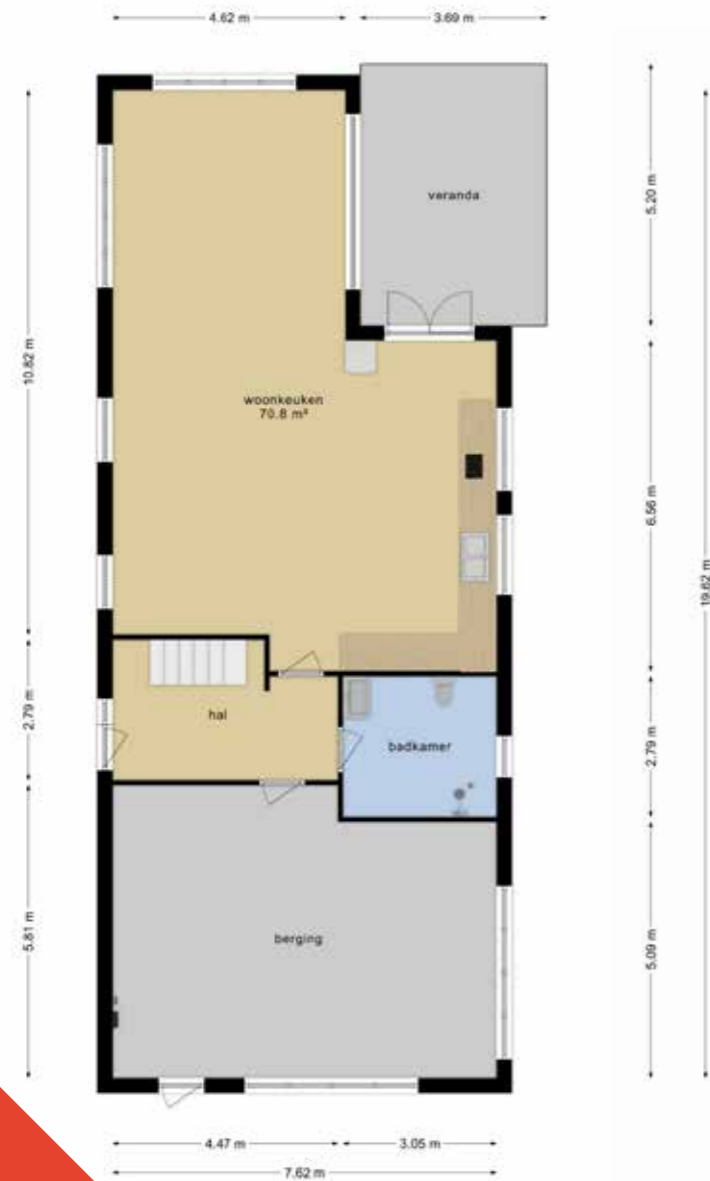 4.62 m
3.69 m
veranda
5.20 m
10.82 m
woonkeuken
70.8 m²
6.56 m
19.62 m
hal
2.79 m
badkamer
2.79 m
berging
5.81 m
5.09 m
4.47 m
3.05 m
7.62 m